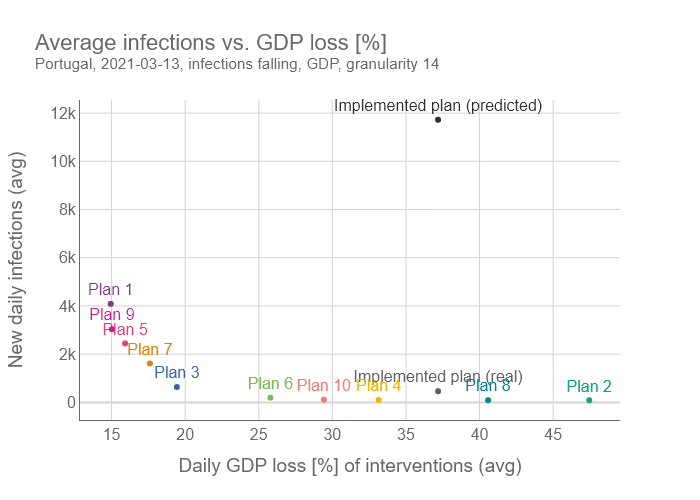 Average infections vs. GDP loss [%]
Portugal, 2021-03-13, infections falling, GDP, granularity 14
New daily infections (avg)
12k
10k
8k
6k
4k
2k
0
Implemented plan (predicted)
Plan 1
Plan 9
Plan 5
Plan 7
Plan 3
Plan 6
Plan 10
Implemented plan (real)
Plan 4
Plan 8
Plan 2
15 20 25 30 35 40 45
Daily GDP loss [%] of interventions (avg)